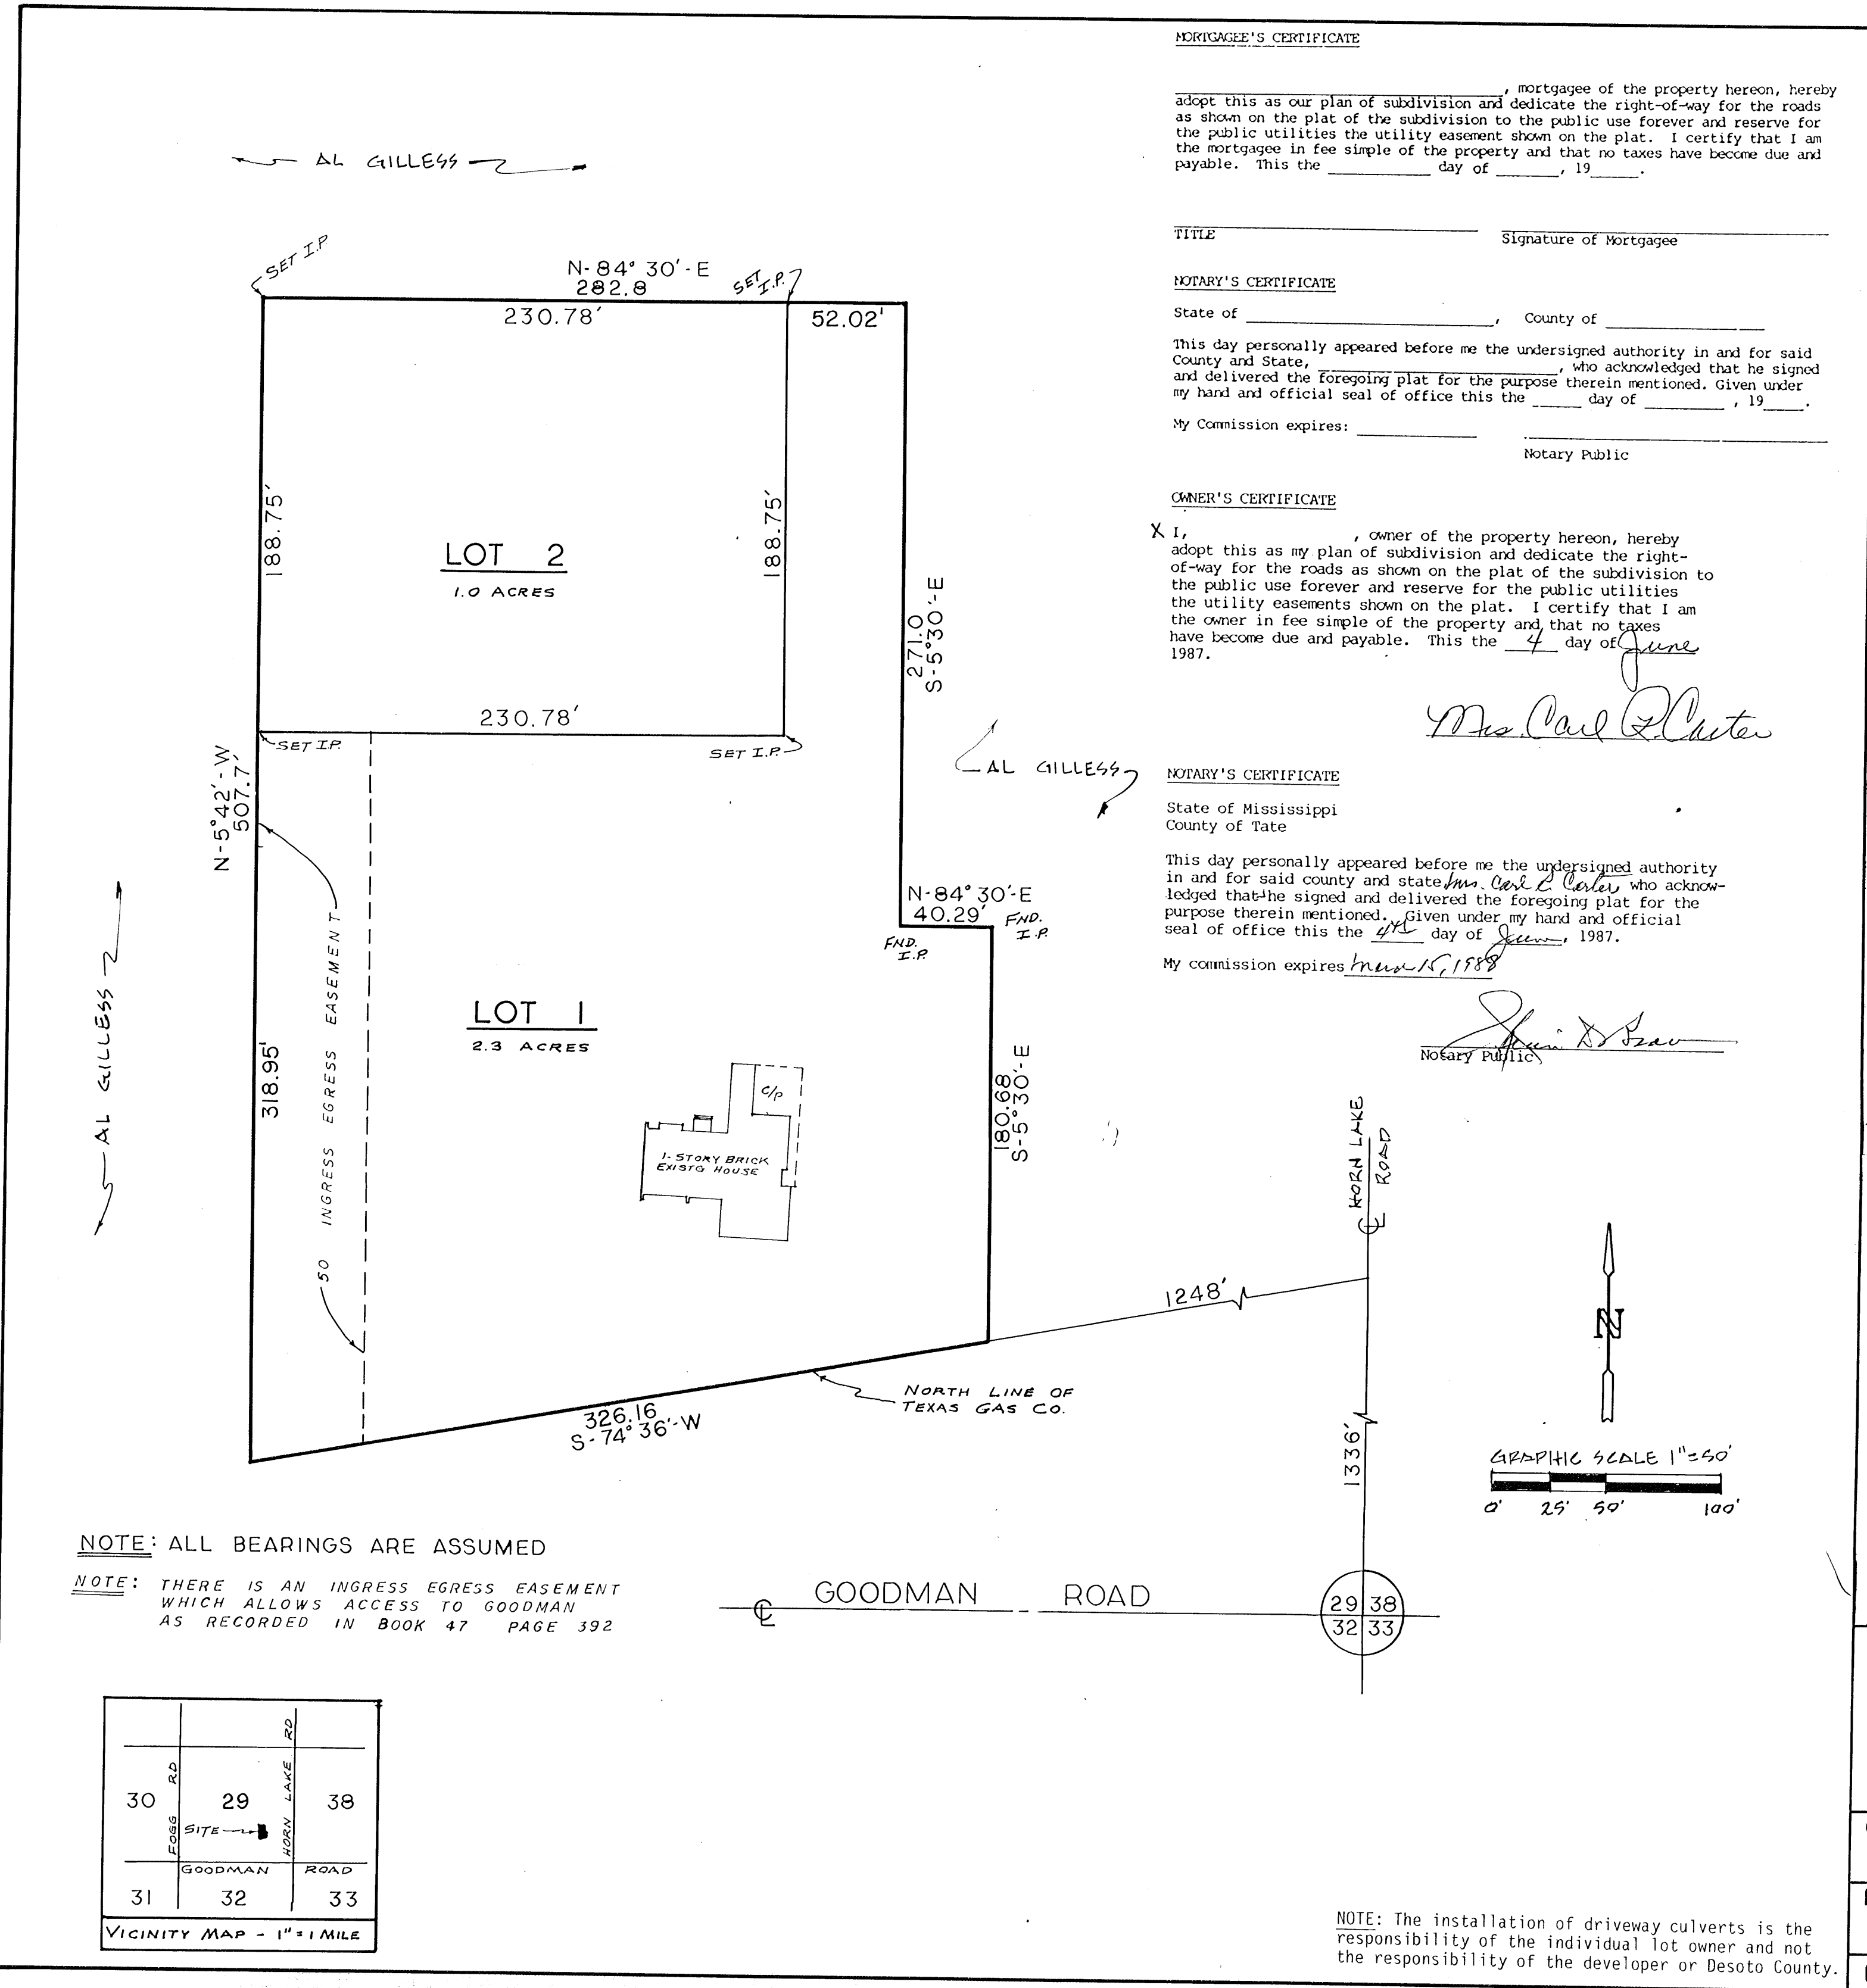 MORTGAGEE'S CERTIFICATE
____________________, mortgagee of the property hereon, hereby
adopt this as our plan of subdivision and dedicate the right-of-way for the roads
as shown on the plat of the subdivision to the public use forever and reserve for
the public utilities the utility easement shown on the plat. I certify that I am
the mortgagee in fee simple of the property and that no taxes have become due and
payable. This the __________ day of ______, 19_____.
TITLE
Signature of Mortgagee
NOTARY'S CERTIFICATE
State of ____________________, County of ____________________
This day personally appeared before me the undersigned authority in and for said
County and State, ____________________, who acknowledged that he signed
and delivered the foregoing plat for the purpose therein mentioned. Given under
my hand and official seal of office this the _____ day of ________, 19____.
My Commission expires: ____________
Notary Public
OWNER'S CERTIFICATE
X I, , owner of the property hereon, hereby
adopt this as my plan of subdivision and dedicate the right-
of-way for the roads as shown on the plat of the subdivision to
the public use forever and reserve for the public utilities
the utility easements shown on the plat. I certify that I am
the owner in fee simple of the property and that no taxes
have become due and payable. This the 4 day of June
1987.
Mrs. Carl R. Carter
NOTARY'S CERTIFICATE
State of Mississippi
County of Tate
This day personally appeared before me the undersigned authority
in and for said county and state Mrs. Carl R. Carter who acknow-
ledged that he signed and delivered the foregoing plat for the
purpose therein mentioned. Given under my hand and official
seal of office this the 4th day of June, 1987.
My commission expires 15, 1988
Notary Public
AL GILLESS
SET I.P.
N-84° 30'-E
282.8
SET I.P.
230.78'
52.02'
188.75'
188.75'
LOT 2
1.0 ACRES
271.0
S-5°30'-E
230.78'
SET I.P.
SET I.P.
AL GILLESS
N-5°42'-W
507.7'
N-84° 30'-E
40.29'
FND.
I.P.
FND.
I.P.
AL GILLESS
50 INGRESS EGRESS EASEMENT
318.95'
LOT 1
2.3 ACRES
C/P
1-STORY BRICK
EXISTG HOUSE
180.68
S-5°30'-E
HORN LAKE
ROAD
℄
1248'
N
NORTH LINE OF
TEXAS GAS CO.
326.16
S-74°36'-W
1336'
GRAPHIC SCALE 1"=50'
0' 25' 50' 100'
NOTE: ALL BEARINGS ARE ASSUMED
NOTE: THERE IS AN INGRESS EGRESS EASEMENT
WHICH ALLOWS ACCESS TO GOODMAN
AS RECORDED IN BOOK 47 PAGE 392
℄ GOODMAN ROAD
29 38
32 33
RD
HORN LAKE
RD
FOGG
30 29 38
SITE
GOODMAN ROAD
31 32 33
VICINITY MAP - 1" = 1 MILE
NOTE: The installation of driveway culverts is the
responsibility of the individual lot owner and not
the responsibility of the developer or Desoto County.